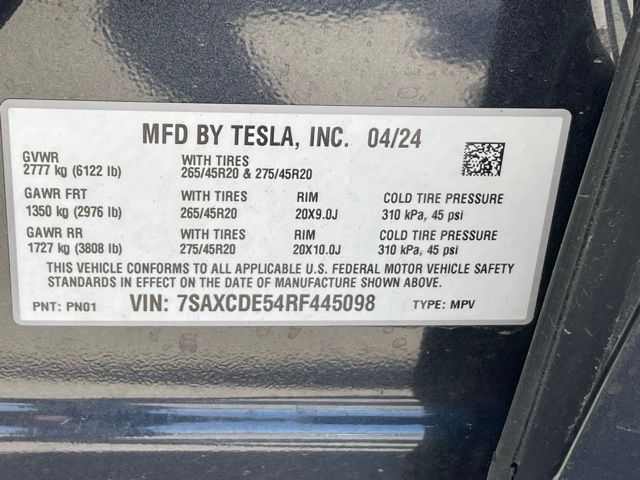 MFD BY TESLA, INC. 04/24
GVWR WITH TIRES
2777 kg (6122 lb) 265/45R20 & 275/45R20
GAWR FRT WITH TIRES RIM COLD TIRE PRESSURE
1350 kg (2976 lb) 265/45R20 20X9.0J 310 kPa, 45 psi
GAWR RR WITH TIRES RIM COLD TIRE PRESSURE
1727 kg (3808 lb) 275/45R20 20X10.0J 310 kPa, 45 psi
THIS VEHICLE CONFORMS TO ALL APPLICABLE U.S. FEDERAL MOTOR VEHICLE SAFETY
STANDARDS IN EFFECT ON THE DATE OF MANUFACTURE SHOWN ABOVE.
PNT: PN01 VIN: 7SAXCDE54RF445098 TYPE: MPV